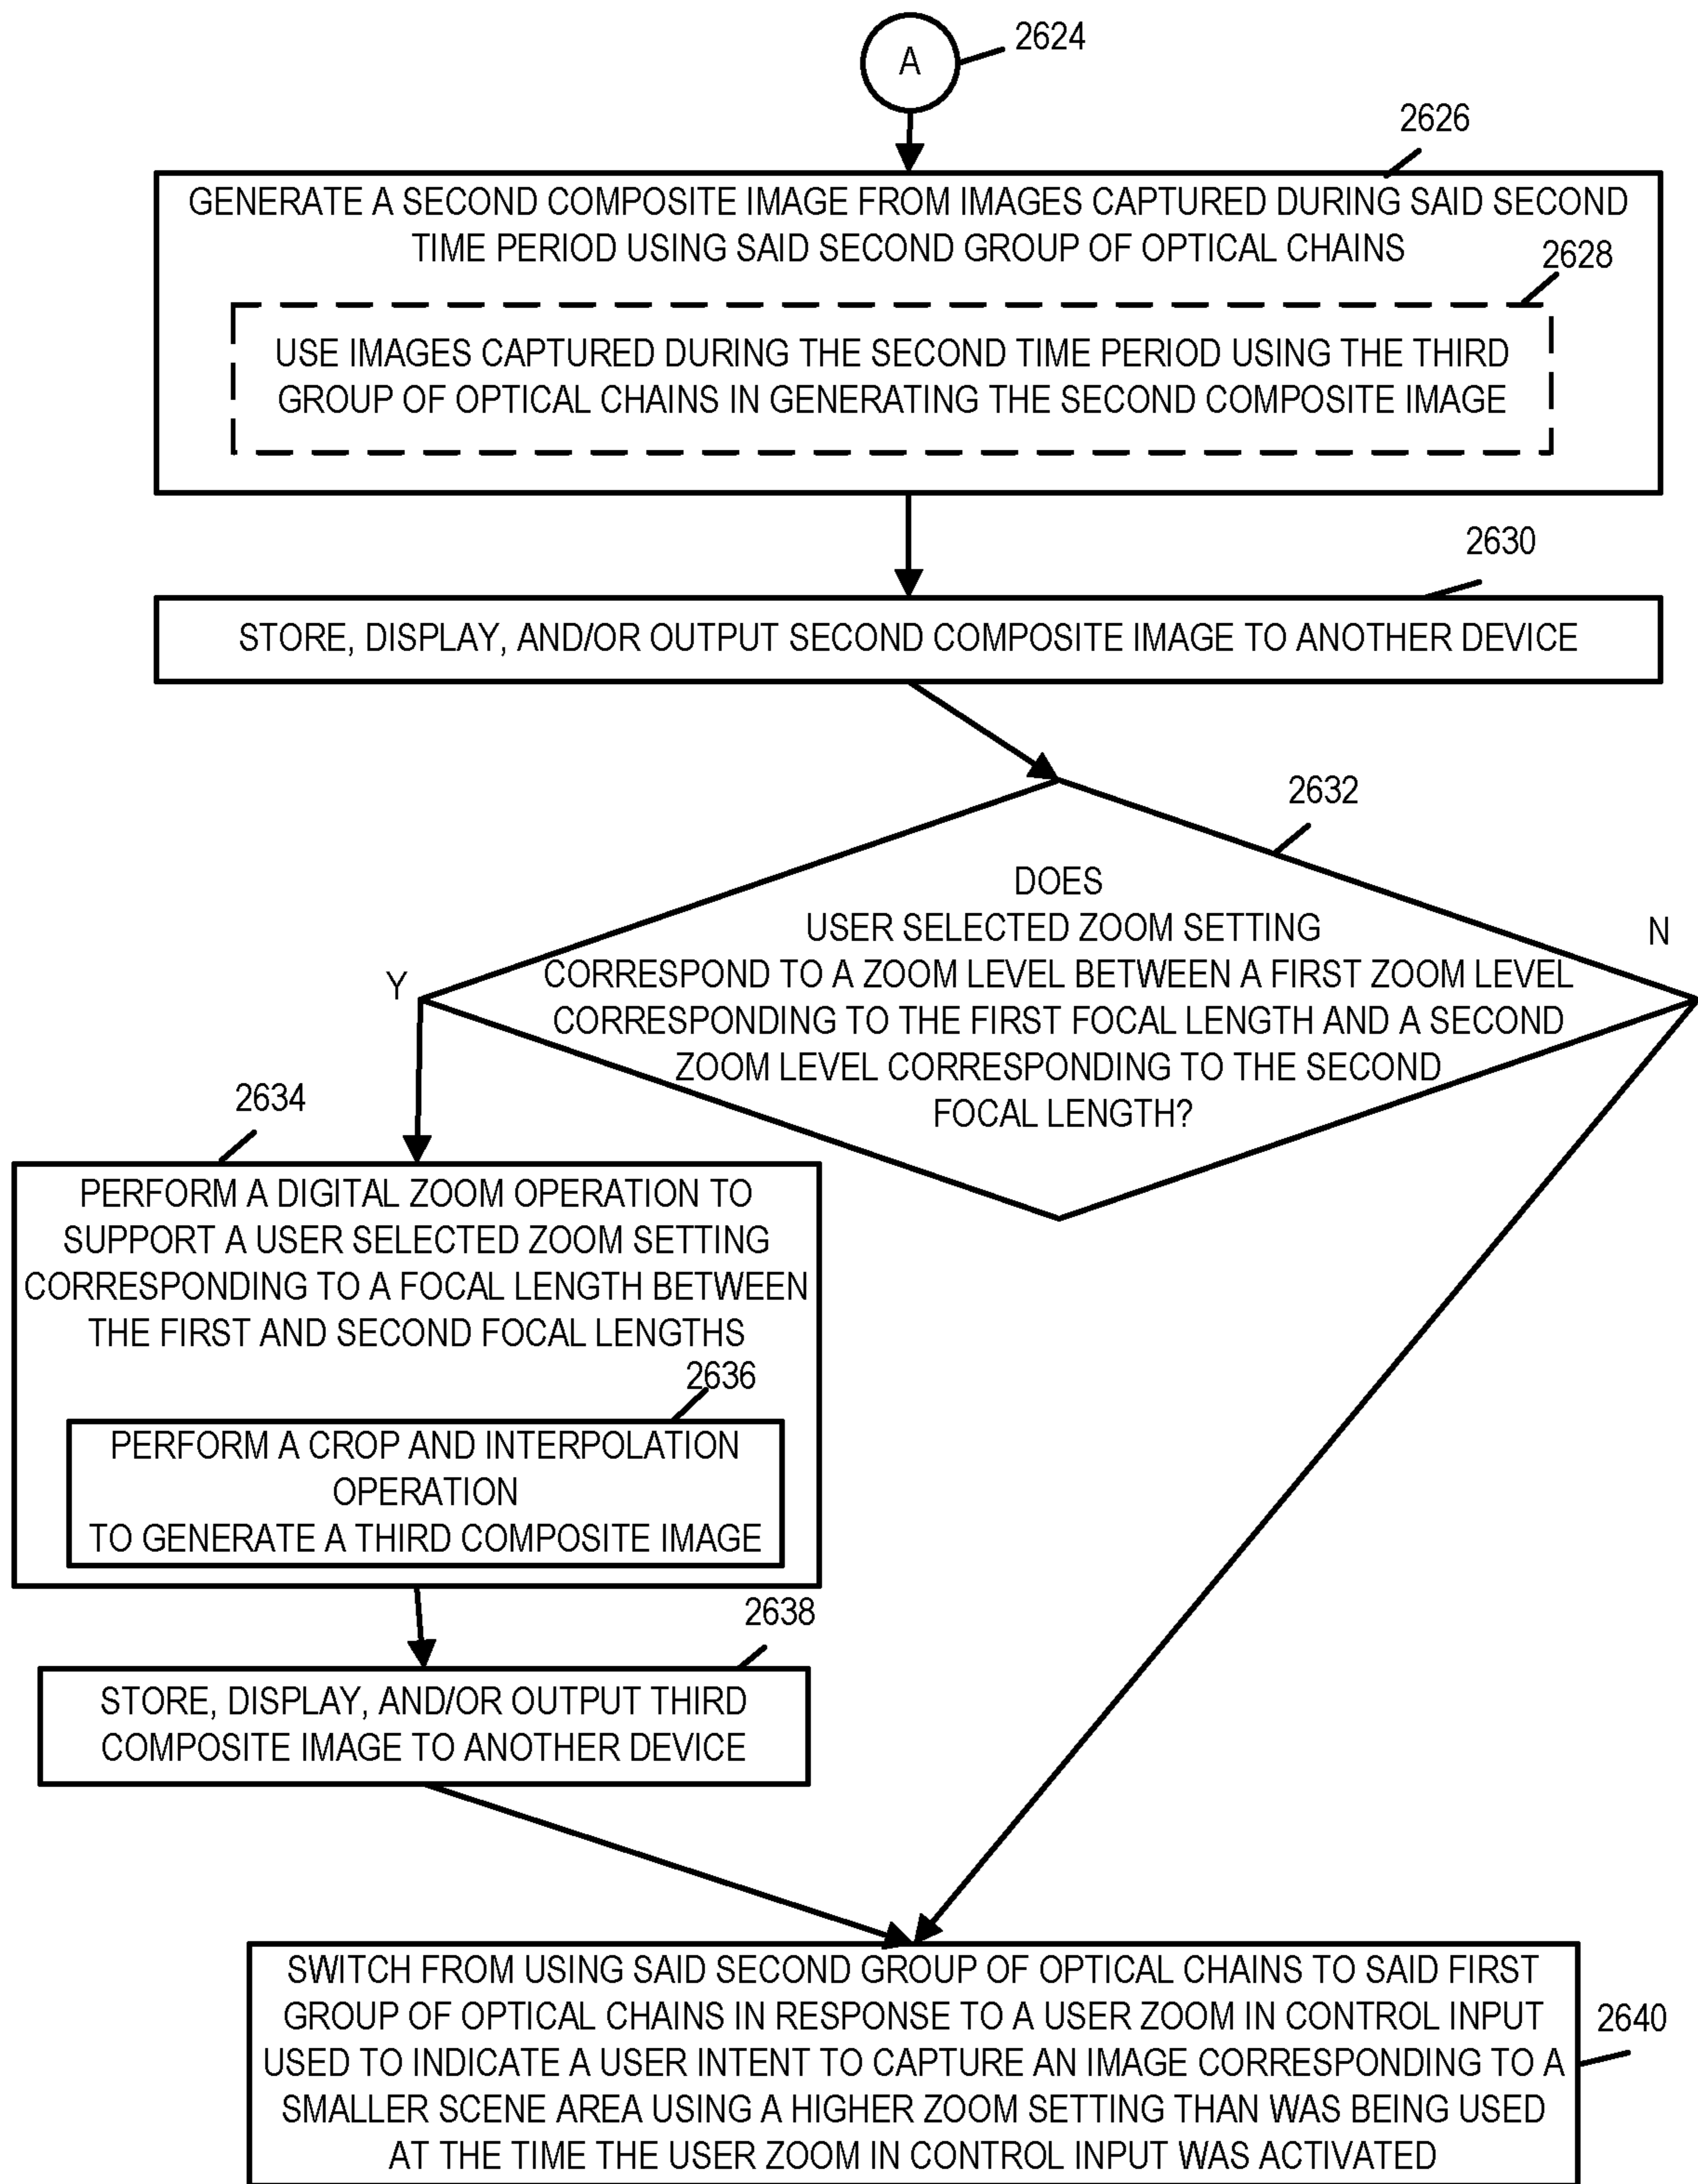 A
2624
2626
GENERATE A SECOND COMPOSITE IMAGE FROM IMAGES CAPTURED DURING SAID SECOND
TIME PERIOD USING SAID SECOND GROUP OF OPTICAL CHAINS
2628
USE IMAGES CAPTURED DURING THE SECOND TIME PERIOD USING THE THIRD
GROUP OF OPTICAL CHAINS IN GENERATING THE SECOND COMPOSITE IMAGE
2630
STORE, DISPLAY, AND/OR OUTPUT SECOND COMPOSITE IMAGE TO ANOTHER DEVICE
2632
DOES
USER SELECTED ZOOM SETTING
CORRESPOND TO A ZOOM LEVEL BETWEEN A FIRST ZOOM LEVEL
CORRESPONDING TO THE FIRST FOCAL LENGTH AND A SECOND
ZOOM LEVEL CORRESPONDING TO THE SECOND
FOCAL LENGTH?
N
Y
2634
PERFORM A DIGITAL ZOOM OPERATION TO
SUPPORT A USER SELECTED ZOOM SETTING
CORRESPONDING TO A FOCAL LENGTH BETWEEN
THE FIRST AND SECOND FOCAL LENGTHS
2636
PERFORM A CROP AND INTERPOLATION
OPERATION
TO GENERATE A THIRD COMPOSITE IMAGE
2638
STORE, DISPLAY, AND/OR OUTPUT THIRD
COMPOSITE IMAGE TO ANOTHER DEVICE
SWITCH FROM USING SAID SECOND GROUP OF OPTICAL CHAINS TO SAID FIRST
GROUP OF OPTICAL CHAINS IN RESPONSE TO A USER ZOOM IN CONTROL INPUT
USED TO INDICATE A USER INTENT TO CAPTURE AN IMAGE CORRESPONDING TO A
SMALLER SCENE AREA USING A HIGHER ZOOM SETTING THAN WAS BEING USED
AT THE TIME THE USER ZOOM IN CONTROL INPUT WAS ACTIVATED
2640